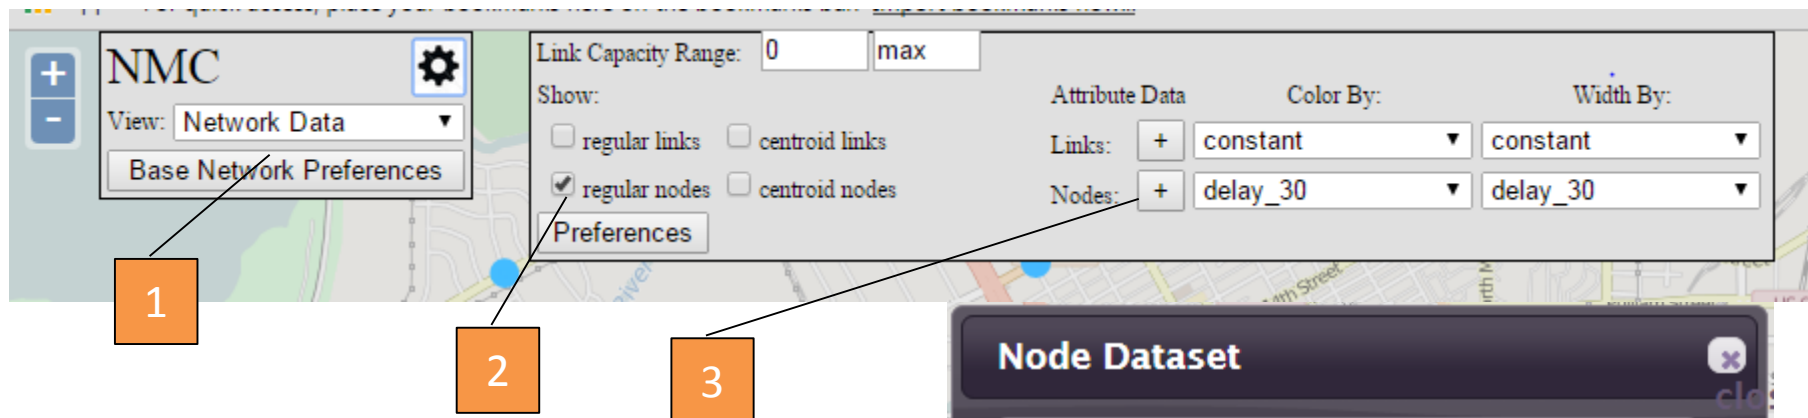 +
-
NMC
View: Network Data
Base Network Preferences
Link Capacity Range: 0 max
Show:
regular links centroid links
regular nodes centroid nodes
Preferences
Attribute Data Color By: Width By:
Links: + constant constant
Nodes: + delay_30 delay_30
1
2
3
Node Dataset